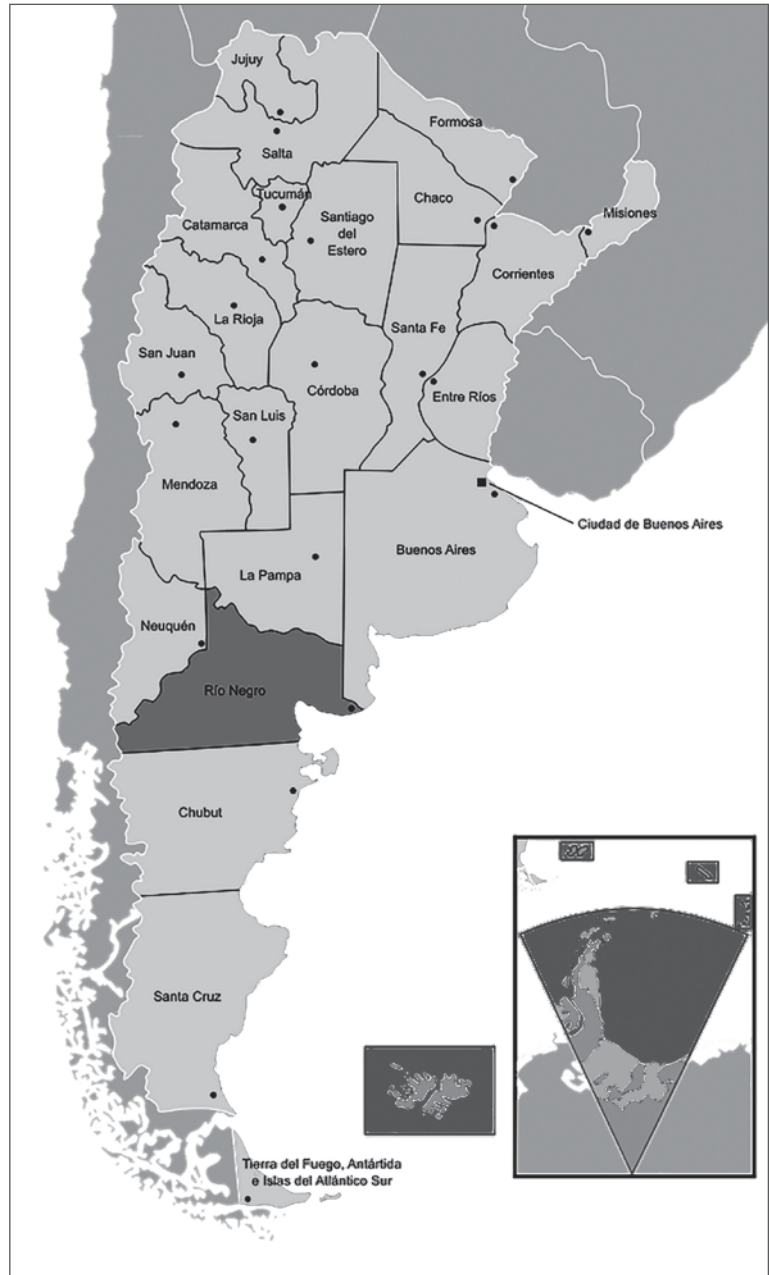 Jujuy
Formosa
Salta
Chaco
Tucumán
Misiones
Catamarca
Santiago
del
Estero
Corrientes
La Rioja
Santa Fe
San Juan
Córdoba
Entre Ríos
San Luis
Mendoza
Ciudad de Buenos Aires
Buenos Aires
La Pampa
Neuquén
Río Negro
Chubut
Santa Cruz
Tierra del Fuego, Antártida
e Islas del Atlántico Sur